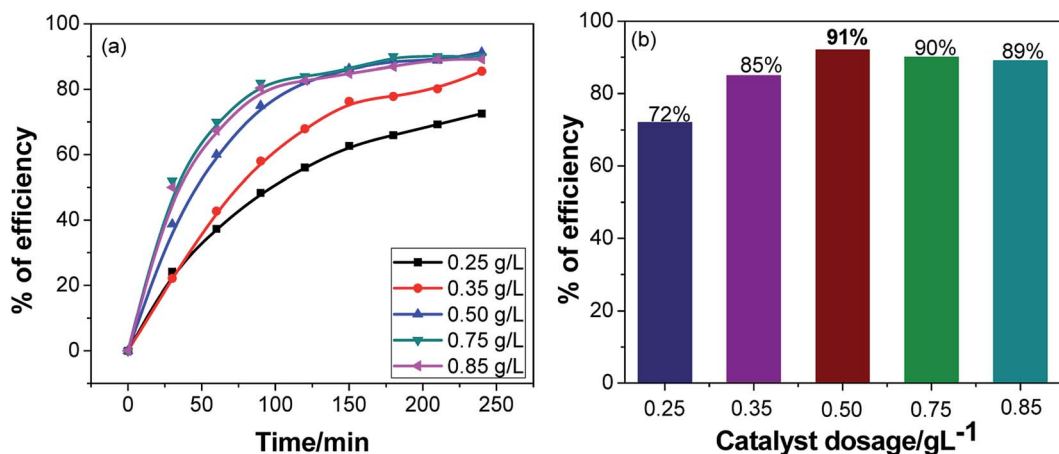 (a)
% of efficiency
100
80
60
40
20
0
0.25 g/L
0.35 g/L
0.50 g/L
0.75 g/L
0.85 g/L
0 50 100 150 200 250
Time/min
(b)
% of efficiency
100
80
60
40
20
0
72%
85%
91%
90%
89%
0.25 0.35 0.50 0.75 0.85
Catalyst dosage/gL-1